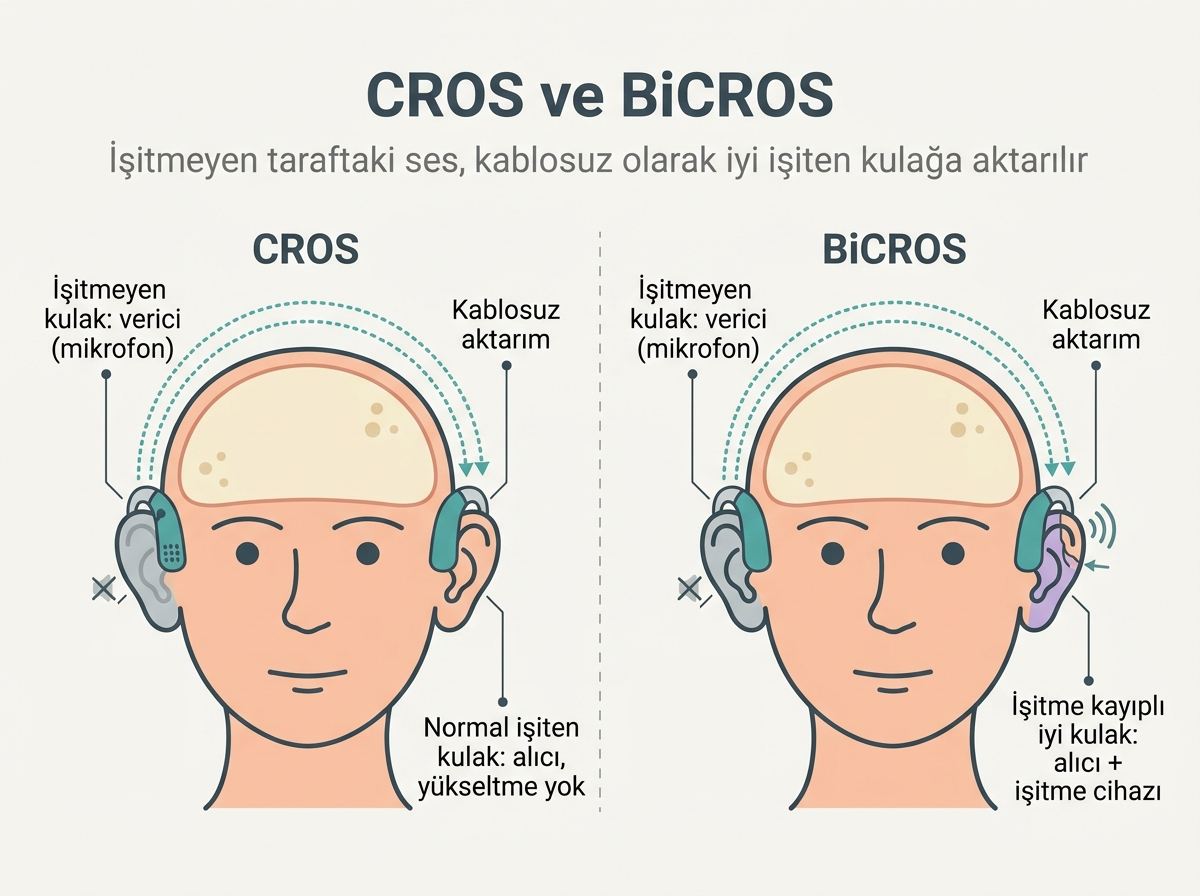 CROS ve BiCROS
İşitmeyen taraftaki ses, kablosuz olarak iyi işiten kulağa aktarılır
CROS
İşitmeyen
kulak: verici
(mikrofon)
Kablosuz
aktarım
Normal işiten
kulak: alıcı,
yükseltme yok
BiCROS
İşitmeyen
kulak: verici
(mikrofon)
Kablosuz
aktarım
İşitme kayıplı
iyi kulak:
alıcı +
işitme cihazı